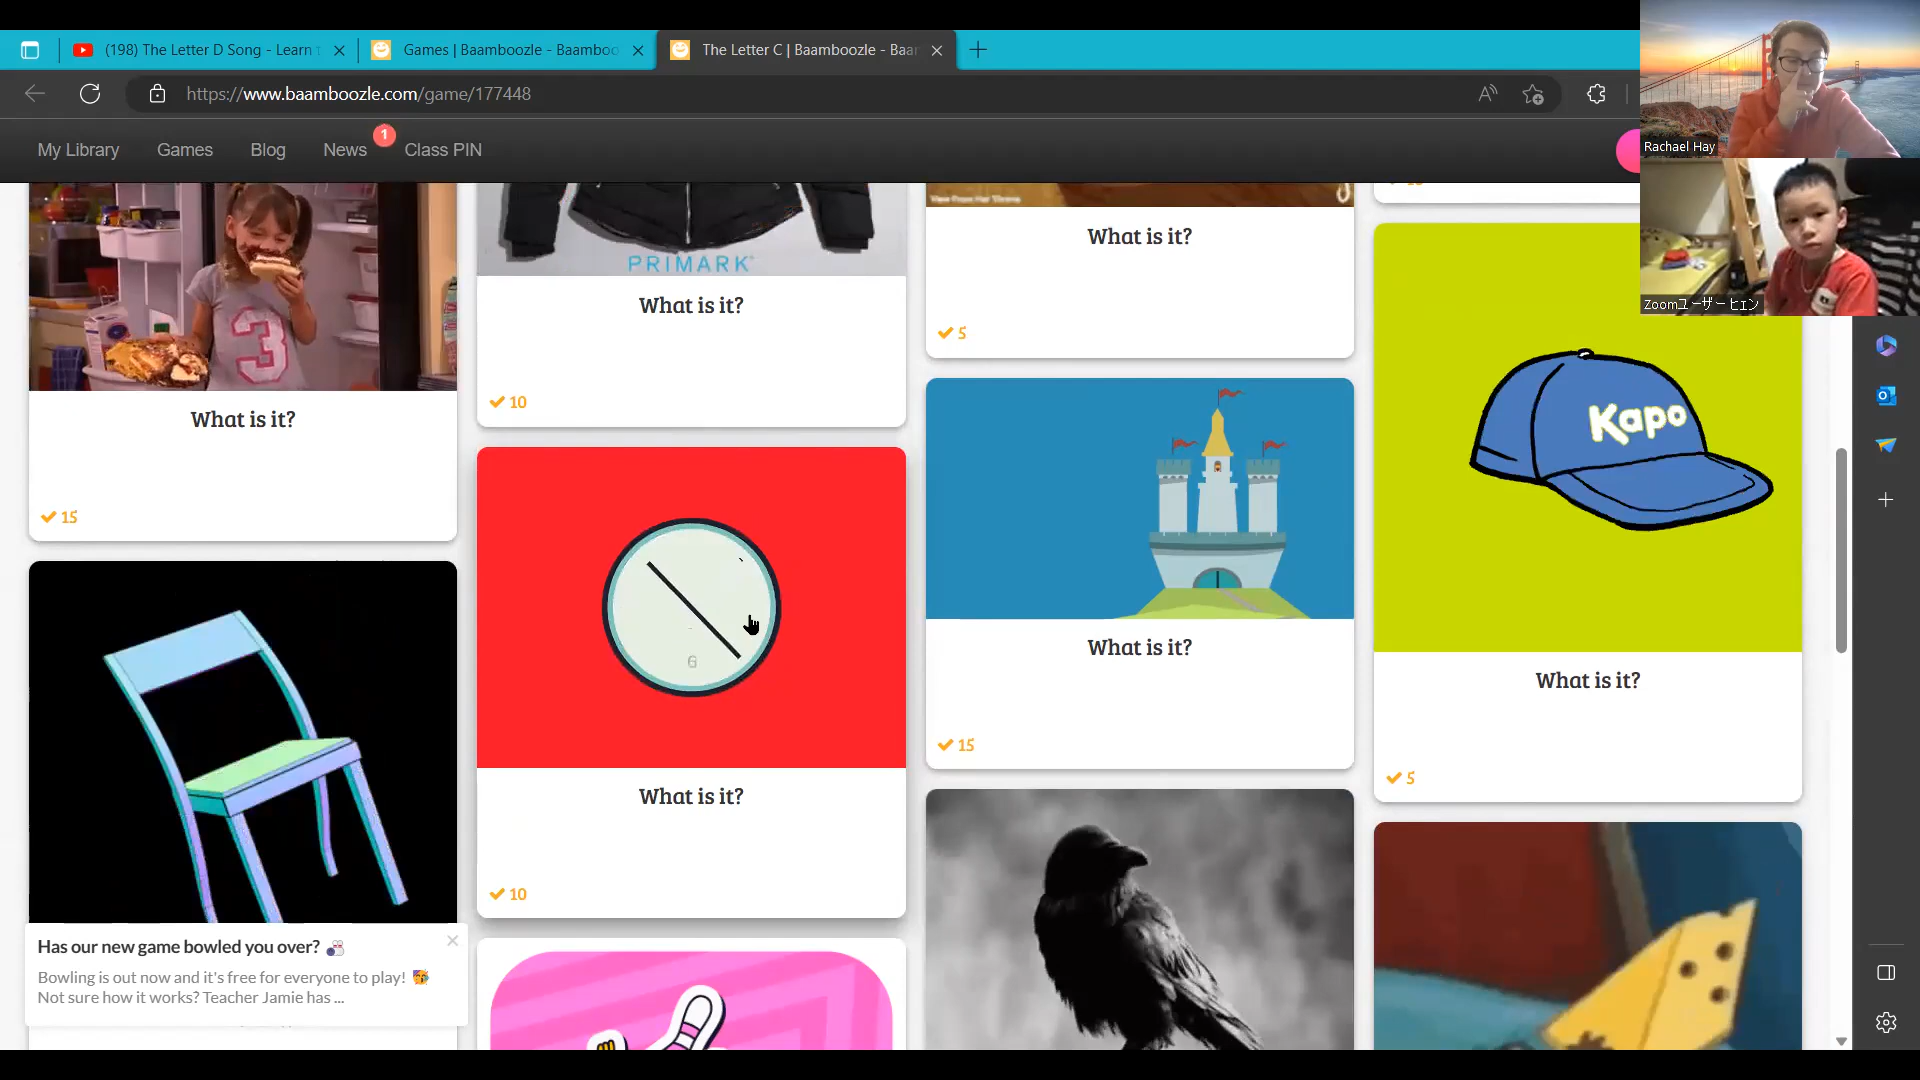 (198) The Letter D Song - Learn t
Games | Baamboozle - Baamboo
The Letter C | Baamboozle - Baam
https://www.baamboozle.com/game/177448
My Library
Games
Blog
News
1
Class PIN
Rachael Hay
Zoomユーザー ヒェン
3
What is it?
15
PRIMARK
What is it?
10
What is it?
5
Kapo
What is it?
5
6
What is it?
10
What is it?
15
Has our new game bowled you over?
Bowling is out now and it's free for everyone to play!
Not sure how it works? Teacher Jamie has ...